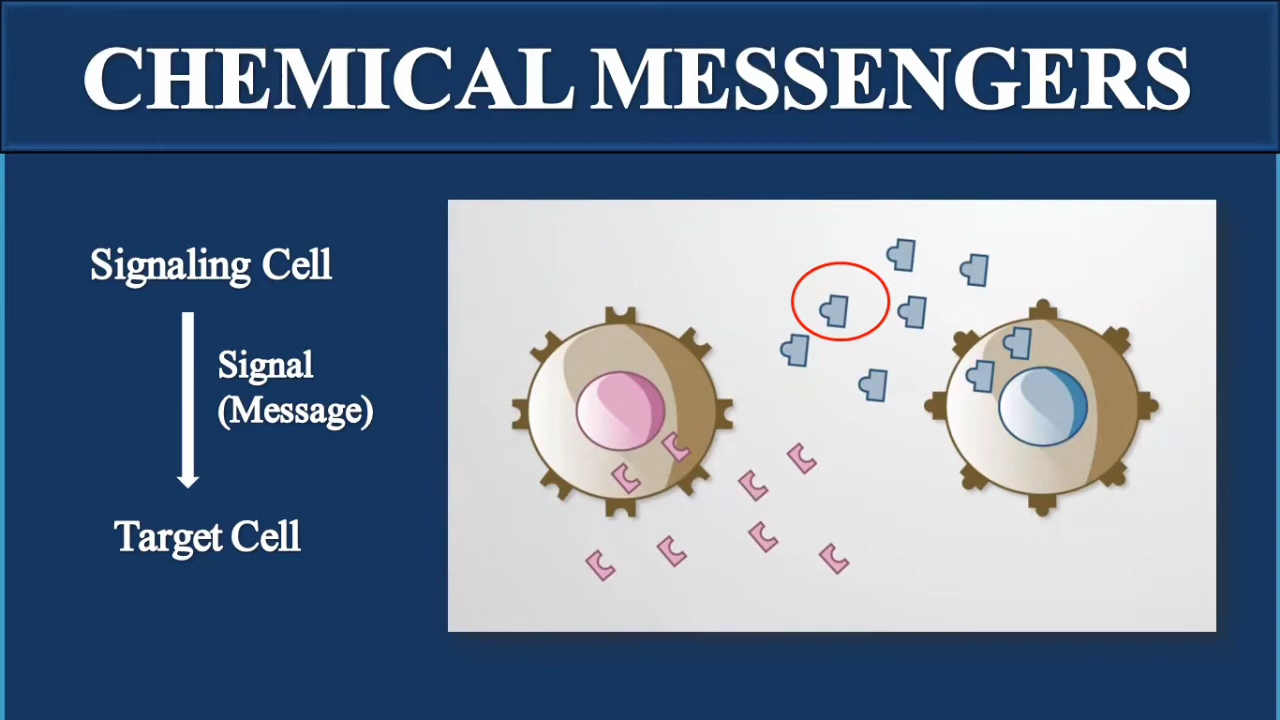 CHEMICAL MESSENGERS
Signaling Cell
Signal
(Message)
Target Cell